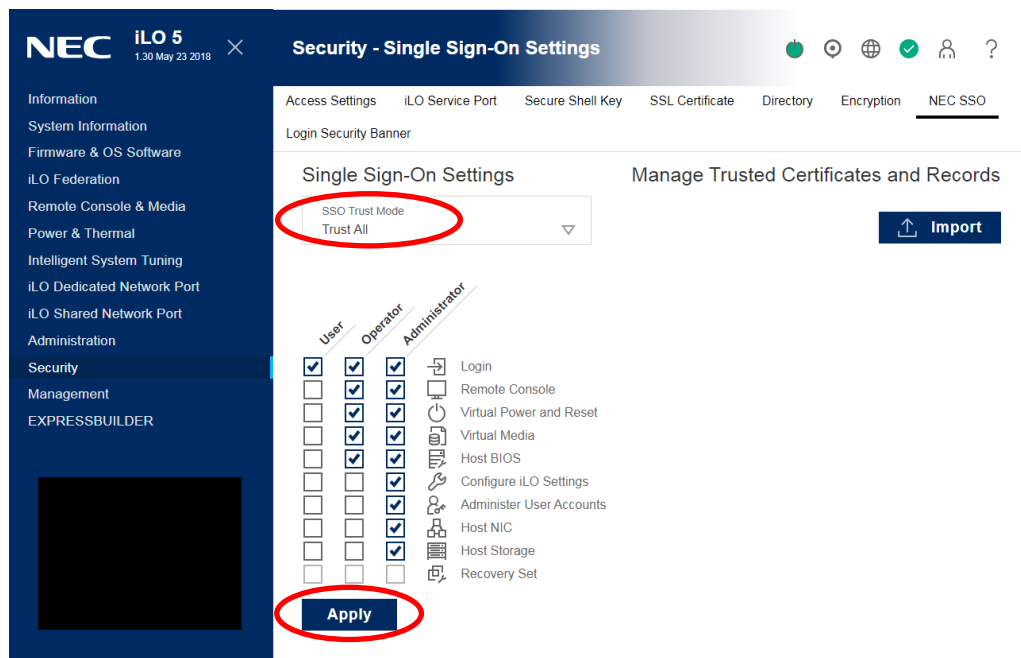 NEC
iLO 5
1.30 May 23 2018
Security - Single Sign-On Settings
?
Information
System Information
Firmware & OS Software
iLO Federation
Remote Console & Media
Power & Thermal
Intelligent System Tuning
iLO Dedicated Network Port
iLO Shared Network Port
Administration
Security
Management
EXPRESSBUILDER
Access Settings iLO Service Port Secure Shell Key SSL Certificate Directory Encryption NEC SSO
Login Security Banner
Single Sign-On Settings
SSO Trust Mode
Trust All
Manage Trusted Certificates and Records
Import
User Operator Administrator
Login
Remote Console
Virtual Power and Reset
Virtual Media
Host BIOS
Configure iLO Settings
Administer User Accounts
Host NIC
Host Storage
Recovery Set
Apply